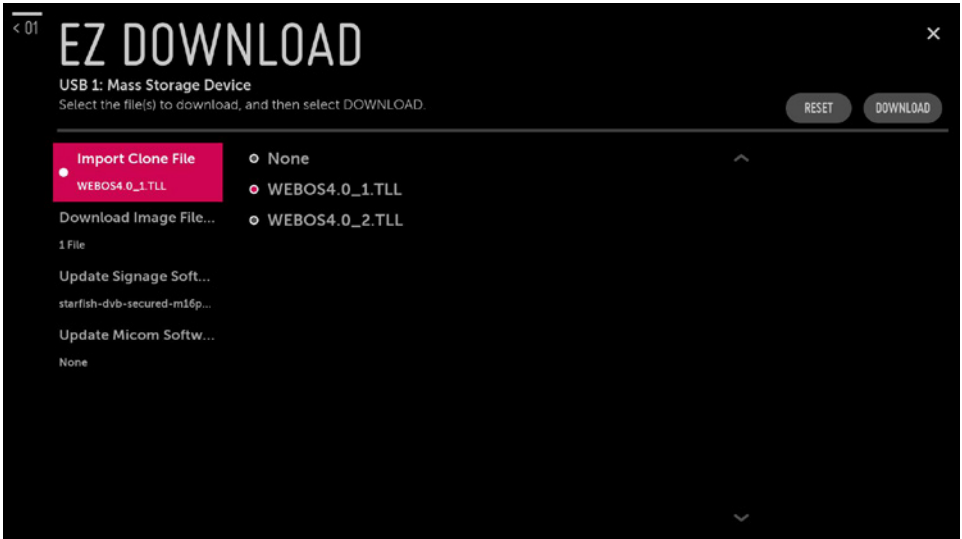 < 01
EZ DOWNLOAD
USB 1: Mass Storage Device
Select the file(s) to download, and then select DOWNLOAD.
RESET
DOWNLOAD
Import Clone File
WEBOS4.0_1.TLL
Download Image File...
1 File
Update Signage Soft...
starfish-dvb-secured-m16p...
Update Micom Softw...
None
None
WEBOS4.0_1.TLL
WEBOS4.0_2.TLL